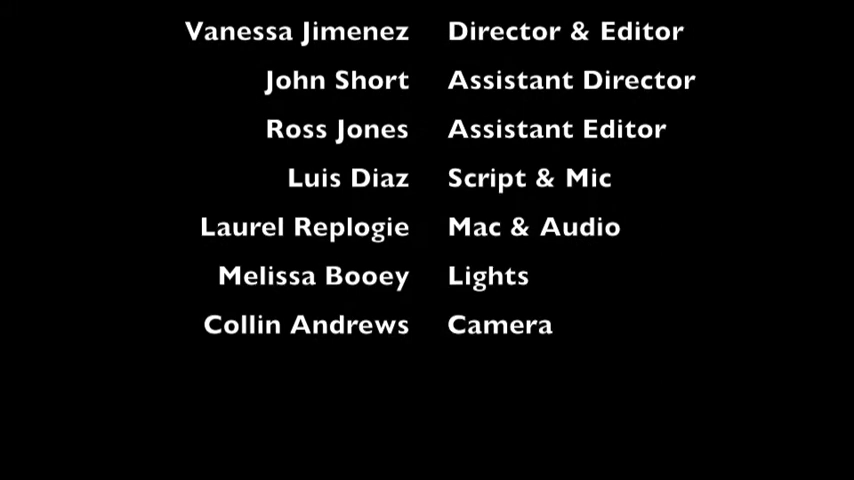 Vanessa Jimenez Director & Editor
John Short Assistant Director
Ross Jones Assistant Editor
Luis Diaz Script & Mic
Laurel Replogie Mac & Audio
Melissa Booey Lights
Collin Andrews Camera